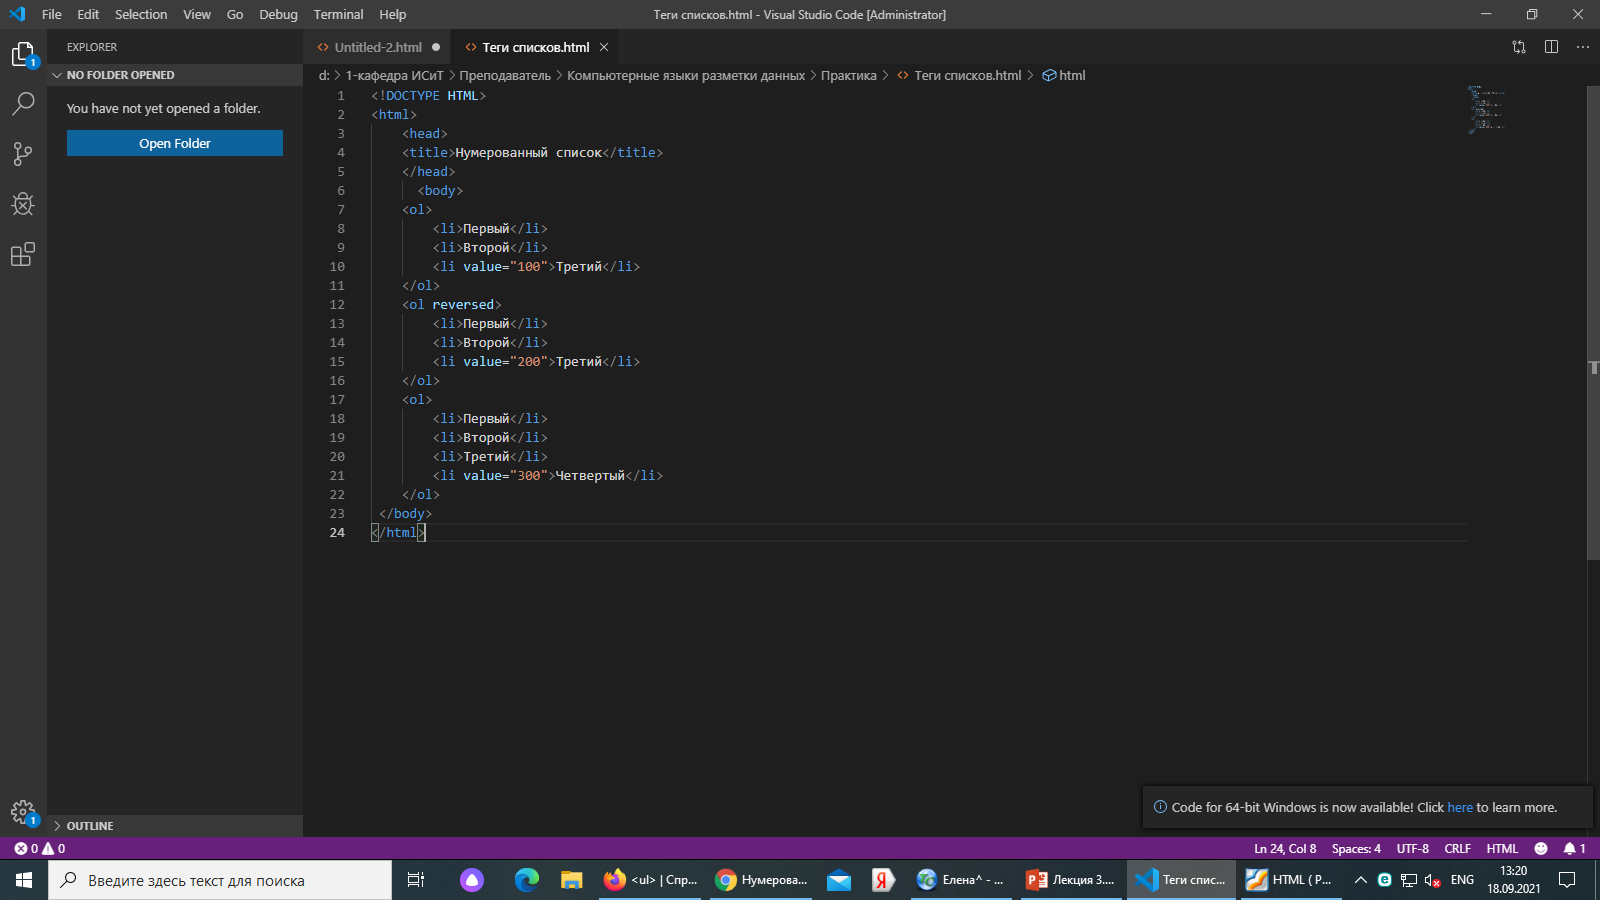 File Edit Selection View Go Debug Terminal Help
Теги списков.html - Visual Studio Code [Administrator]
EXPLORER
Untitled-2.html
Теги списков.html
NO FOLDER OPENED
d: > 1-кафедра ИСиТ > Преподаватель > Компьютерные языки разметки данных > Практика > Теги списков.html > html
You have not yet opened a folder.
Open Folder
1 <!DOCTYPE HTML>
2 <html>
3 <head>
4 <title>Нумерованный список</title>
5 </head>
6 <body>
7 <ol>
8 <li>Первый</li>
9 <li>Второй</li>
10 <li value="100">Третий</li>
11 </ol>
12 <ol reversed>
13 <li>Первый</li>
14 <li>Второй</li>
15 <li value="200">Третий</li>
16 </ol>
17 <ol>
18 <li>Первый</li>
19 <li>Второй</li>
20 <li>Третий</li>
21 <li value="300">Четвертый</li>
22 </ol>
23 </body>
24 </html>
1
1
Code for 64-bit Windows is now available! Click here to learn more.
OUTLINE
0 0
Ln 24, Col 8 Spaces: 4 UTF-8 CRLF HTML 1
Введите здесь текст для поиска
<ul> | Спр...
Нумерова...
Я
Елена^ - ...
Лекция 3....
Теги спис...
HTML ( P...
ENG
13:20
18.09.2021